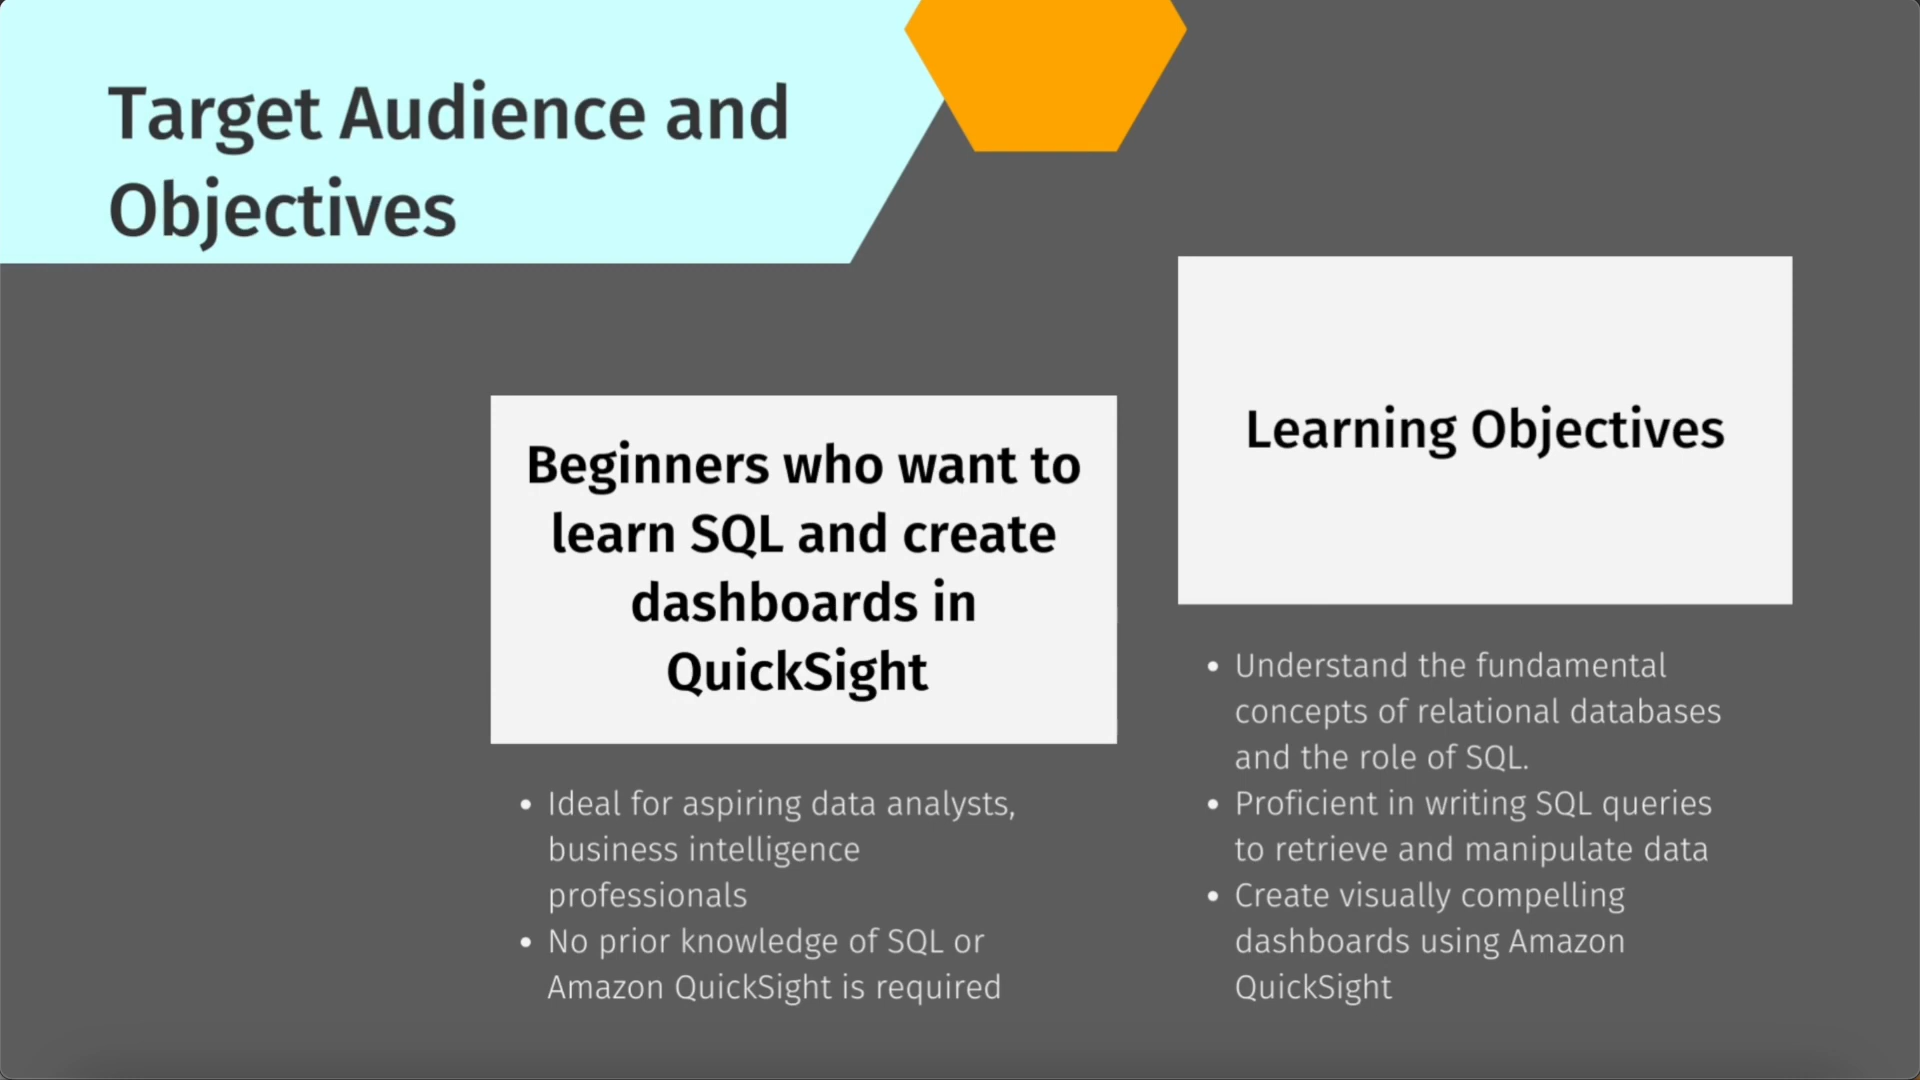 Target Audience and
Objectives
Beginners who want to
learn SQL and create
dashboards in
QuickSight
• Ideal for aspiring data analysts,
business intelligence
professionals
• No prior knowledge of SQL or
Amazon QuickSight is required
Learning Objectives
• Understand the fundamental
concepts of relational databases
and the role of SQL.
• Proficient in writing SQL queries
to retrieve and manipulate data
• Create visually compelling
dashboards using Amazon
QuickSight